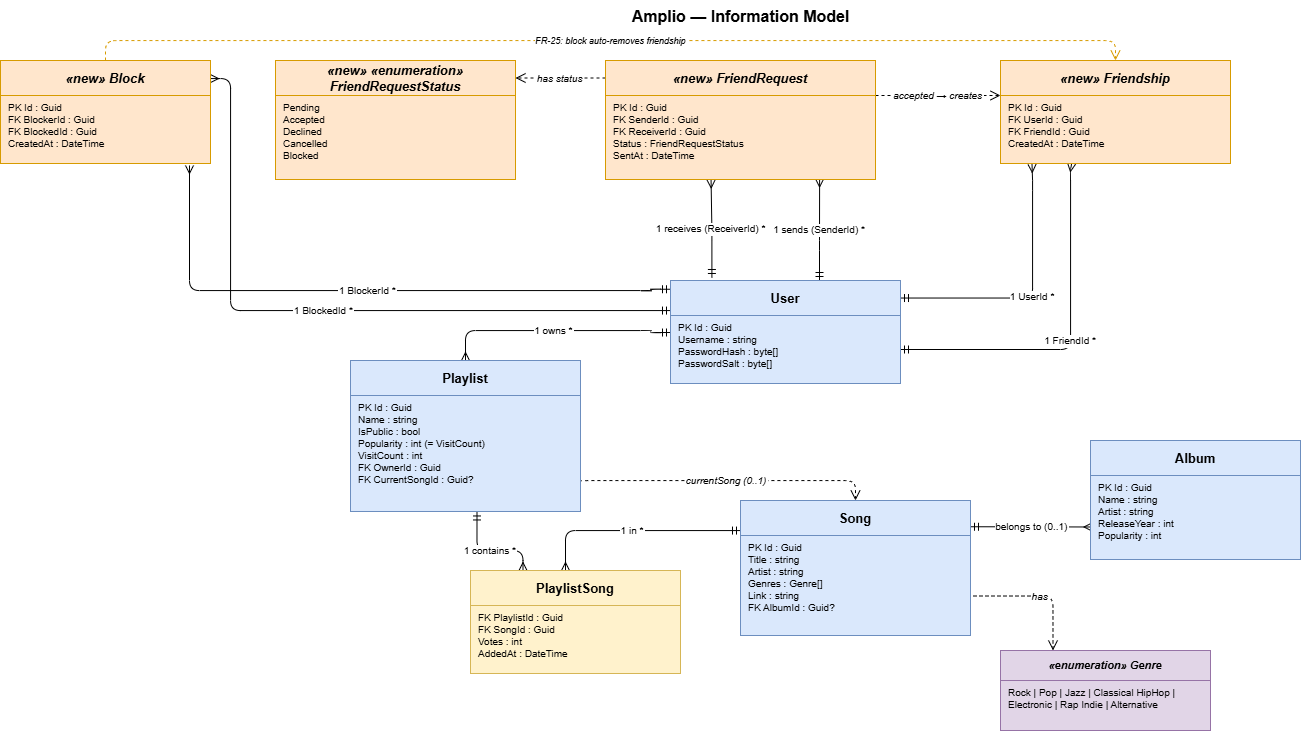 Amplio — Information Model
FR-25: block auto-removes friendship
«new» Block
PK Id : Guid
FK BlockerId : Guid
FK BlockedId : Guid
CreatedAt : DateTime
«new» «enumeration»
FriendRequestStatus
Pending
Accepted
Declined
Cancelled
Blocked
has status
«new» FriendRequest
PK Id : Guid
FK SenderId : Guid
FK ReceiverId : Guid
Status : FriendRequestStatus
SentAt : DateTime
accepted → creates
«new» Friendship
PK Id : Guid
FK UserId : Guid
FK FriendId : Guid
CreatedAt : DateTime
1 receives (ReceiverId) *
1 sends (SenderId) *
1 BlockerId *
1 BlockedId *
1 owns *
1 UserId *
1 FriendId *
User
PK Id : Guid
Username : string
PasswordHash : byte[]
PasswordSalt : byte[]
Playlist
PK Id : Guid
Name : string
IsPublic : bool
Popularity : int (= VisitCount)
VisitCount : int
FK OwnerId : Guid
FK CurrentSongId : Guid?
currentSong (0..1)
1 contains *
1 in *
Song
PK Id : Guid
Title : string
Artist : string
Genres : Genre[]
Link : string
FK AlbumId : Guid?
belongs to (0..1)
Album
PK Id : Guid
Name : string
Artist : string
ReleaseYear : int
Popularity : int
PlaylistSong
FK PlaylistId : Guid
FK SongId : Guid
Votes : int
AddedAt : DateTime
has
«enumeration» Genre
Rock | Pop | Jazz | Classical HipHop |
Electronic | Rap Indie | Alternative